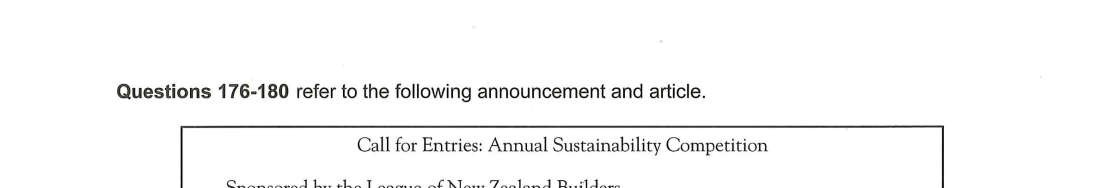 Questions 176-180 refer to the following announcement and article.
Call for Entries: Annual Sustainability Competition
Sponsored by the League of New Zealand Builders